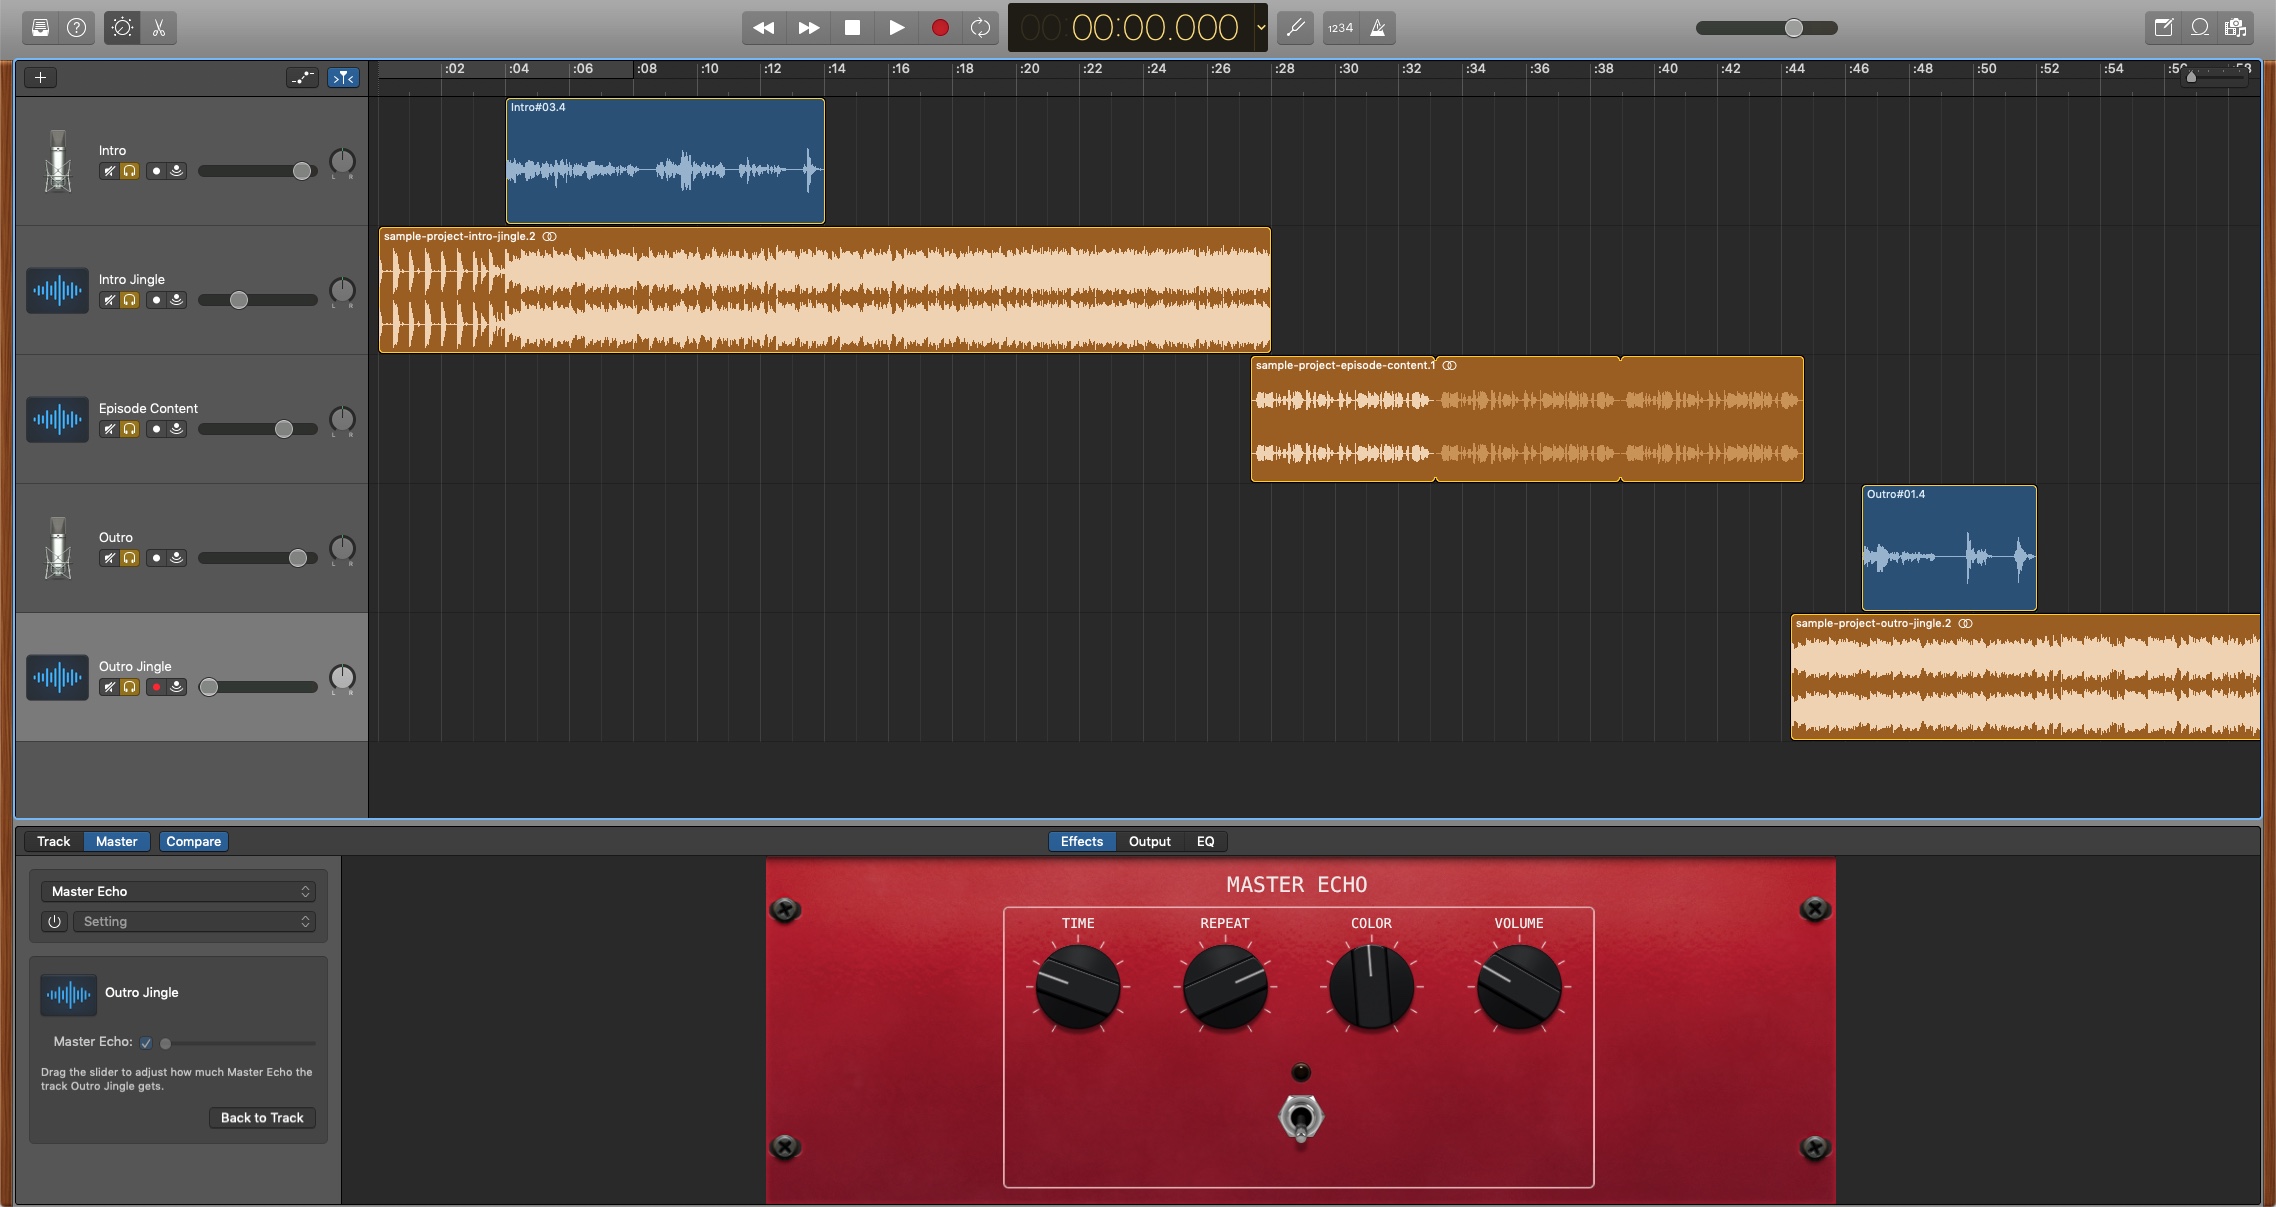 00:00:00.000
1234
:02 :04 :06 :08 :10 :12 :14 :16 :18 :20 :22 :24 :26 :28 :30 :32 :34 :36 :38 :40 :42 :44 :46 :48 :50 :52 :54 :58
Intro#03.4
Intro
L R
sample-project-intro-jingle.2
Intro Jingle
L R
sample-project-episode-content.1
Episode Content
L R
Outro#01.4
Outro
L R
sample-project-outro-jingle.2
Outro Jingle
L R
Track Master Compare Effects Output EQ
Master Echo
Setting
Outro Jingle
Master Echo:
Drag the slider to adjust how much Master Echo the
track Outro Jingle gets.
Back to Track
MASTER ECHO
TIME REPEAT COLOR VOLUME